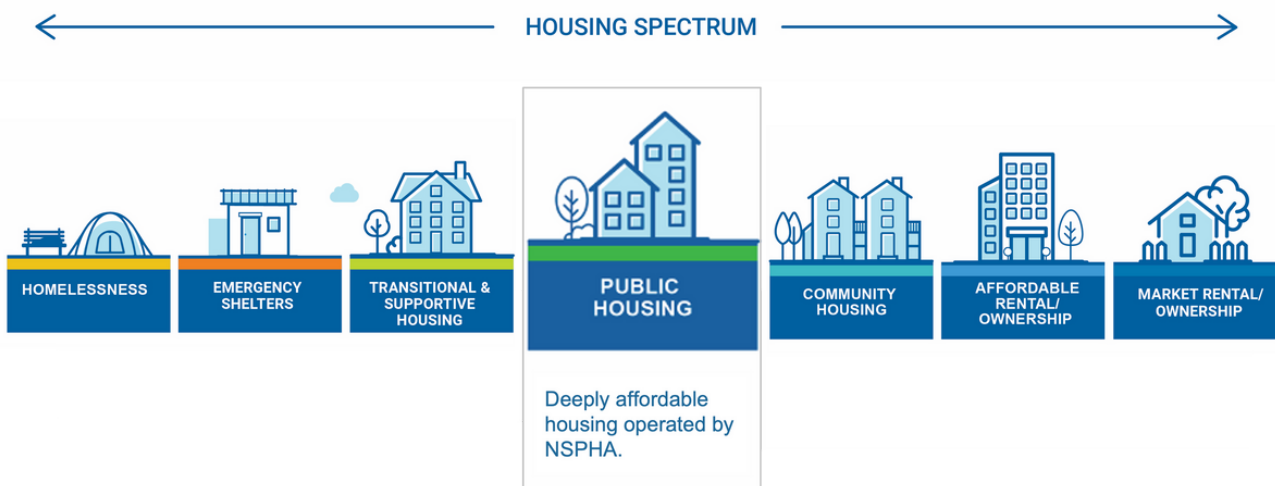 HOUSING SPECTRUM
HOMELESSNESS
EMERGENCY
SHELTERS
TRANSITIONAL &
SUPPORTIVE
HOUSING
PUBLIC
HOUSING
Deeply affordable
housing operated by
NSPHA.
COMMUNITY
HOUSING
AFFORDABLE
RENTAL/
OWNERSHIP
MARKET RENTAL/
OWNERSHIP